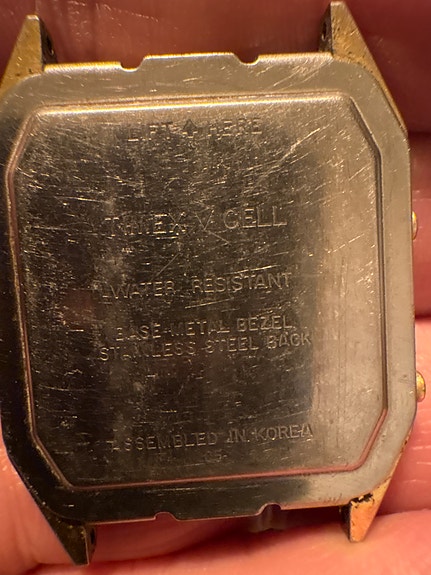 LIFT HERE
TIMEX V CELL
WATER RESISTANT
BASE-METAL BEZEL
STAINLESS STEEL BACK
ASSEMBLED IN KOREA